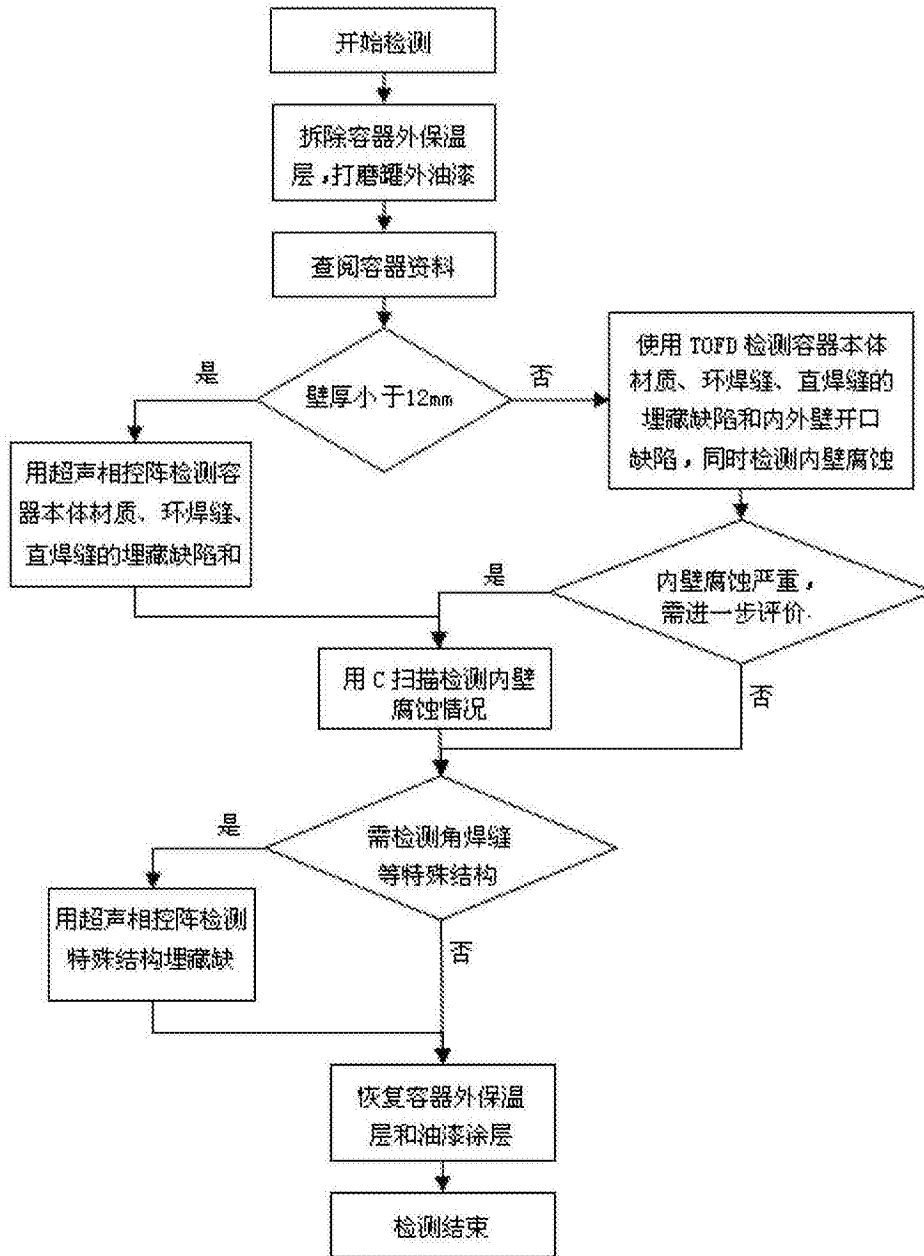 开始检测
拆除容器外保温
层,打磨罐外油漆
查阅容器资料
壁厚小于12mm
是
否
使用 TOFD 检测容器本体
材质、环焊缝、直焊缝的
埋藏缺陷和内外壁开口
缺陷,同时检测内壁腐蚀
用超声相控阵检测容
器本体材质、环焊缝、
直焊缝的埋藏缺陷和
内壁腐蚀严重,
需进一步评价.
是
否
用 C 扫描检测内壁
腐蚀情况
需检测角焊缝
等特殊结构
是
否
用超声相控阵检测
特殊结构埋藏缺
恢复容器外保温
层和油漆涂层
检测结束